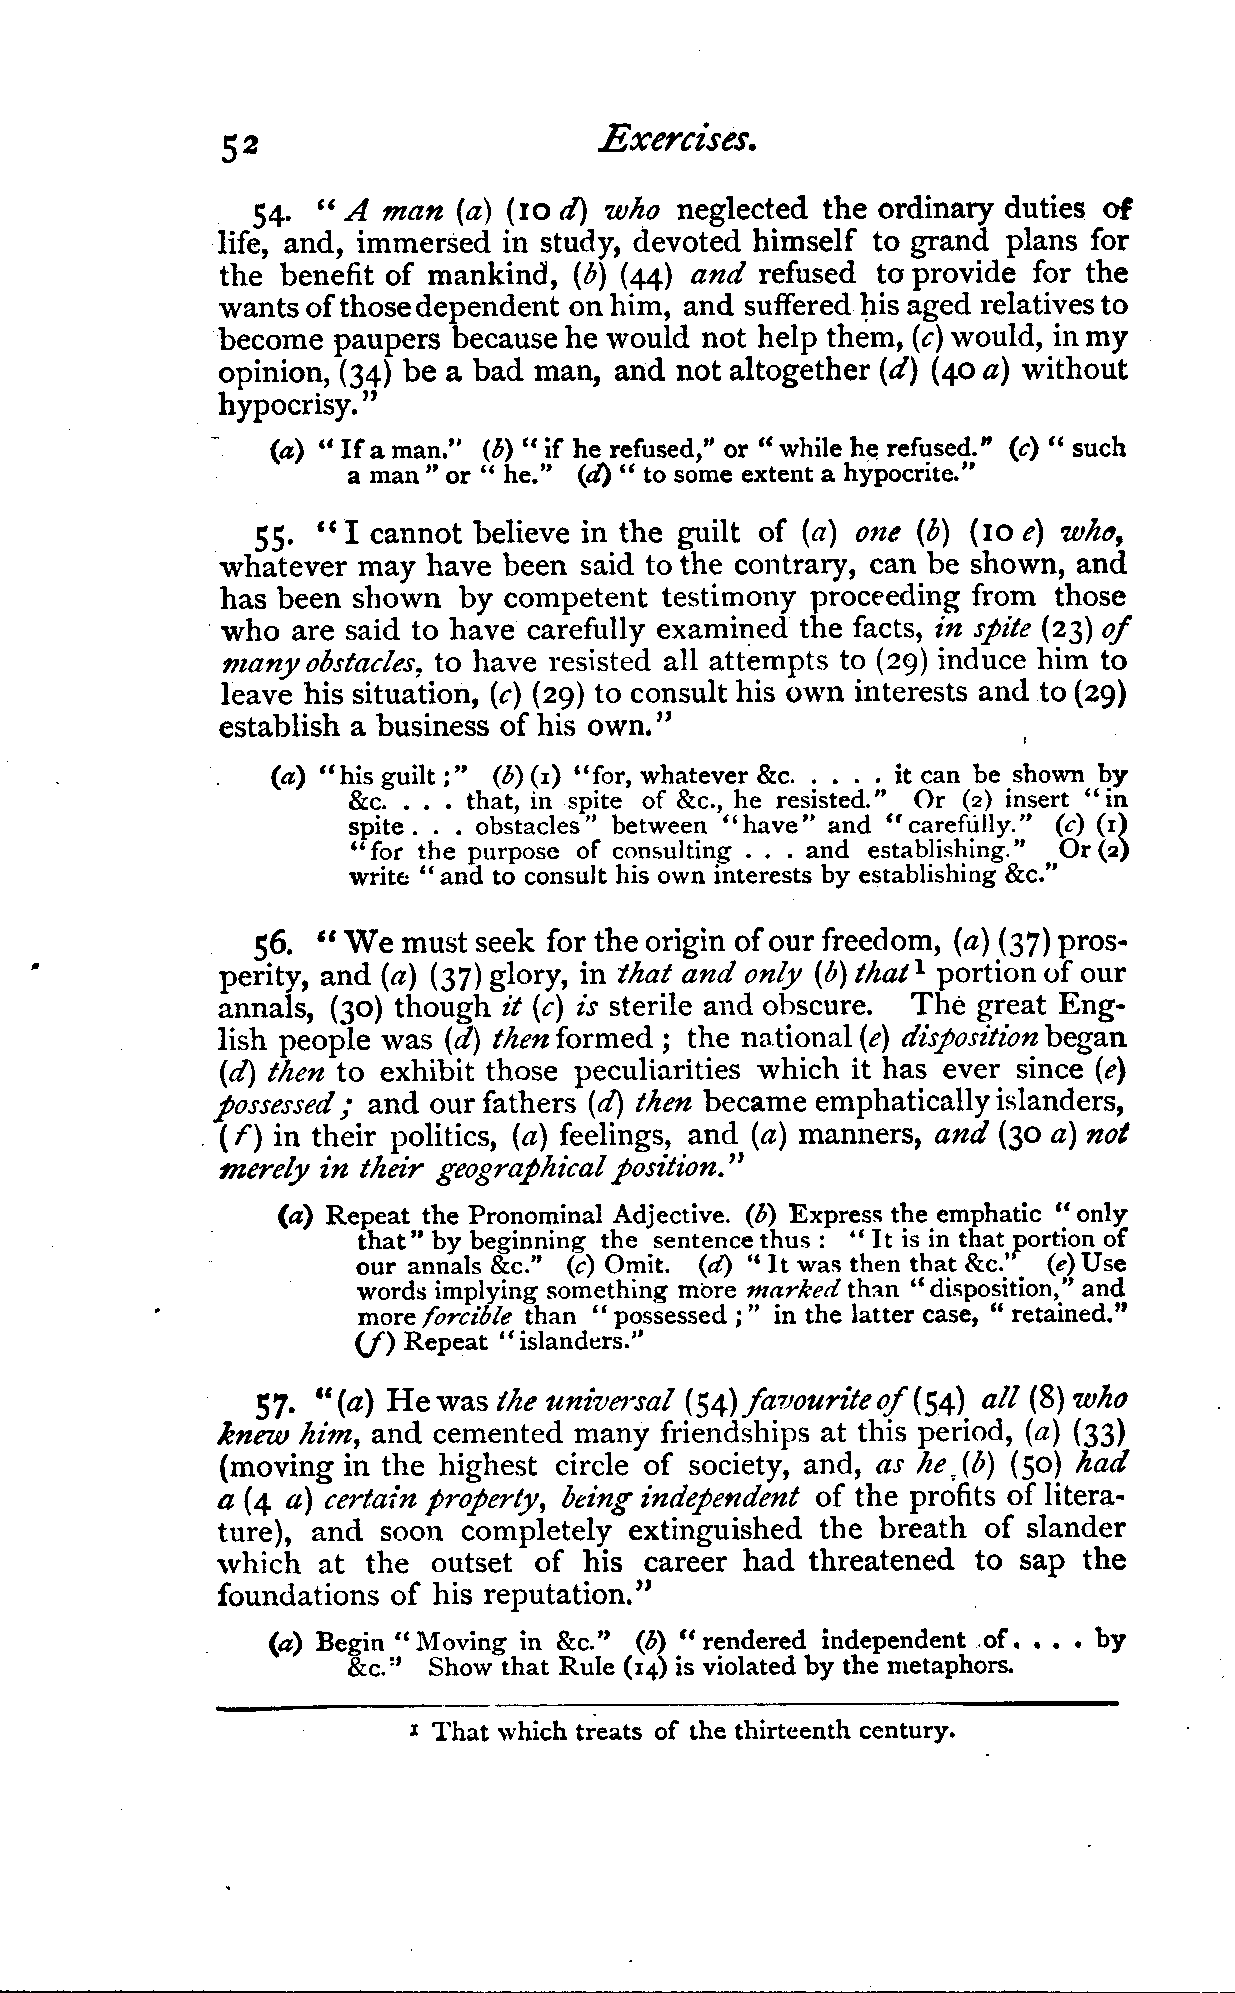 52 Exercises.
54. "A man (a) (10 d) who neglected the ordinary duties of
life, and, immersed in study, devoted himself to grand plans for
the benefit of mankind, (b) (44) and refused to provide for the
wants of those dependent on him, and suffered his aged relatives to
become paupers because he would not help them, (c) would, in my
opinion, (34) be a bad man, and not altogether (d) (40 a) without
hypocrisy."
(a) "If a man." (b) "if he refused," or "while he refused." (c) "such
a man" or "he." (d) "to some extent a hypocrite."
55. "I cannot believe in the guilt of (a) one (b) (10 e) who,
whatever may have been said to the contrary, can be shown, and
has been shown by competent testimony proceeding from those
who are said to have carefully examined the facts, in spite (23) of
many obstacles, to have resisted all attempts to (29) induce him to
leave his situation, (c) (29) to consult his own interests and to (29)
establish a business of his own."
(a) "his guilt;" (b) (1) "for, whatever &c. . . . . it can be shown by
&c. . . . that, in spite of &c., he resisted." Or (2) insert "in
spite . . . obstacles" between "have" and "carefully." (c) (1)
"for the purpose of consulting . . . and establishing." Or (2)
write "and to consult his own interests by establishing &c."
56. "We must seek for the origin of our freedom, (a) (37) pros-
perity, and (a) (37) glory, in that and only (b) that¹ portion of our
annals, (30) though it (c) is sterile and obscure. The great Eng-
lish people was (d) then formed; the national (e) disposition began
(d) then to exhibit those peculiarities which it has ever since (e)
possessed; and our fathers (d) then became emphatically islanders,
(f) in their politics, (a) feelings, and (a) manners, and (30 a) not
merely in their geographical position."
(a) Repeat the Pronominal Adjective. (b) Express the emphatic "only
that" by beginning the sentence thus: "It is in that portion of
our annals &c." (c) Omit. (d) "It was then that &c." (e) Use
words implying something more marked than "disposition," and
more forcible than "possessed;" in the latter case, "retained."
(f) Repeat "islanders."
57. "(a) He was the universal (54) favourite of (54) all (8) who
knew him, and cemented many friendships at this period, (a) (33)
(moving in the highest circle of society, and, as he (b) (50) had
a (4 a) certain property, being independent of the profits of litera-
ture), and soon completely extinguished the breath of slander
which at the outset of his career had threatened to sap the
foundations of his reputation."
(a) Begin "Moving in &c." (b) "rendered independent of . . . . by
&c." Show that Rule (14) is violated by the metaphors.
¹ That which treats of the thirteenth century.